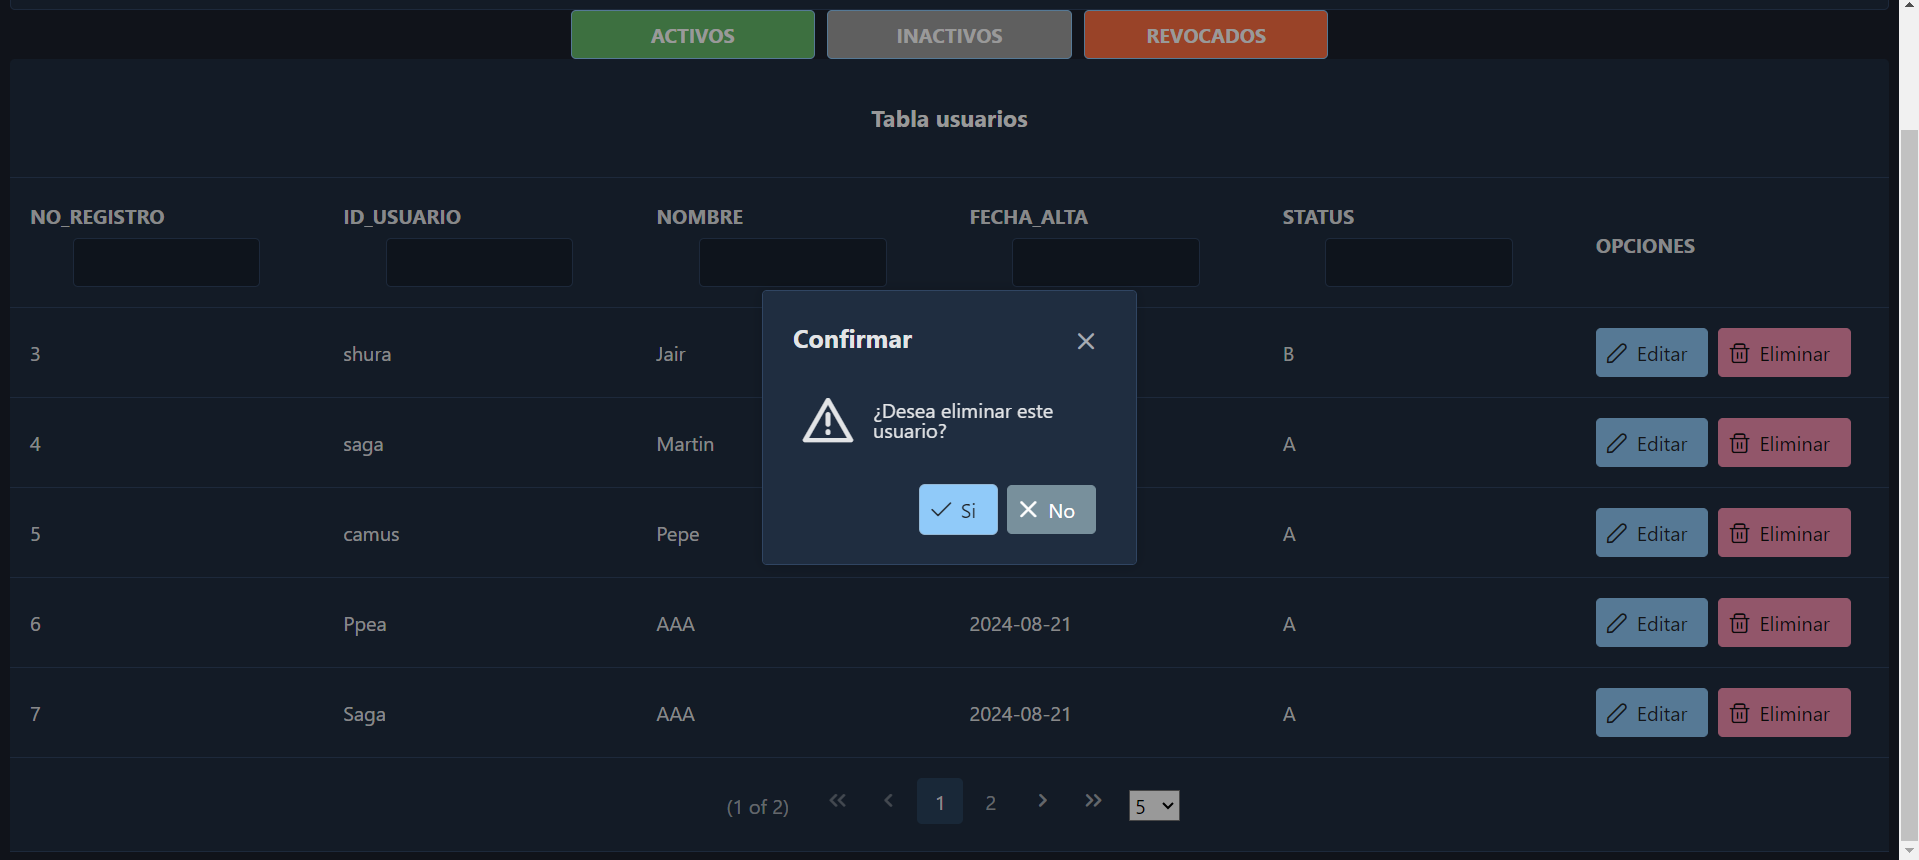 ACTIVOS INACTIVOS REVOCADOS
Tabla usuarios
NO_REGISTRO ID_USUARIO NOMBRE FECHA_ALTA STATUS OPCIONES
Confirmar
¿Desea eliminar este
usuario?
Si No
3 shura Jair B Editar Eliminar
4 saga Martin A Editar Eliminar
5 camus Pepe A Editar Eliminar
6 Ppea AAA 2024-08-21 A Editar Eliminar
7 Saga AAA 2024-08-21 A Editar Eliminar
(1 of 2) 1 2 5